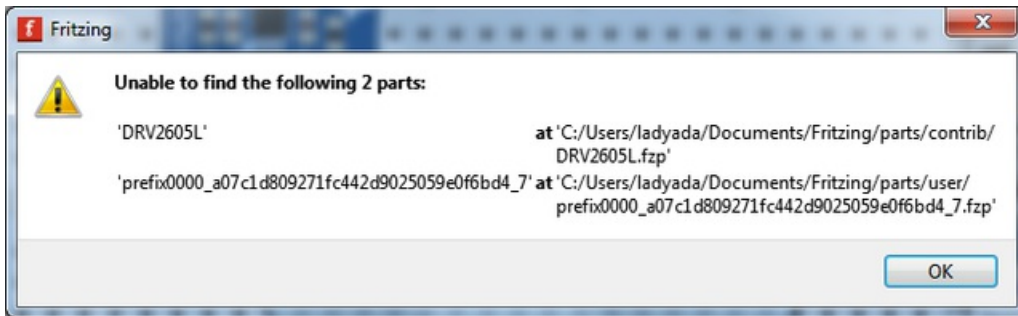 Fritzing
Unable to find the following 2 parts:
'DRV2605L' at 'C:/Users/ladyada/Documents/Fritzing/parts/contrib/
DRV2605L.fzp'
'prefix0000_a07c1d809271fc442d9025059e0f6bd4_7' at 'C:/Users/ladyada/Documents/Fritzing/parts/user/
prefix0000_a07c1d809271fc442d9025059e0f6bd4_7.fzp'
OK